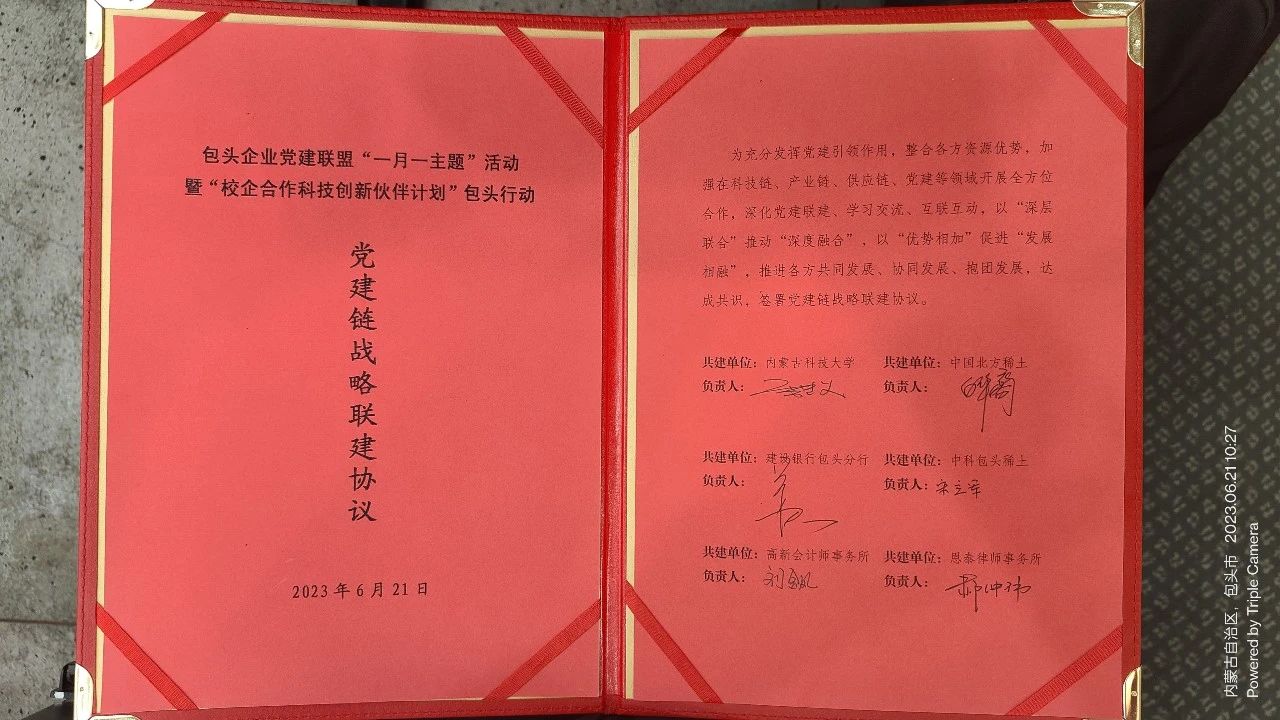 包头企业党建联盟“一月一主题”活动
暨“校企合作科技创新伙伴计划”包头行动
党建链战略联建协议
2023年6月21日
为充分发挥党建引领作用，整合各方资源优势，加
强在科技链、产业链、供应链、党建等领域开展全方位
合作，深化党建联建、学习交流、互联互动，以“深层
联合”推动“深度融合”，以“优势相加”促进“发展
相融”，推进各方共同发展、协同发展、抱团发展，达
成共识，签署党建链战略联建协议。
共建单位：内蒙古科技大学
负责人：
共建单位：中国北方稀土
负责人：
共建单位：建设银行包头分行
负责人：
共建单位：中科包头稀土
负责人：宋立军
共建单位：高新会计师事务所
负责人：
共建单位：恩泰律师事务所
负责人：郝中伟
内蒙古自治区，包头市 2023.06.21 10:27
Powered by Triple Camera